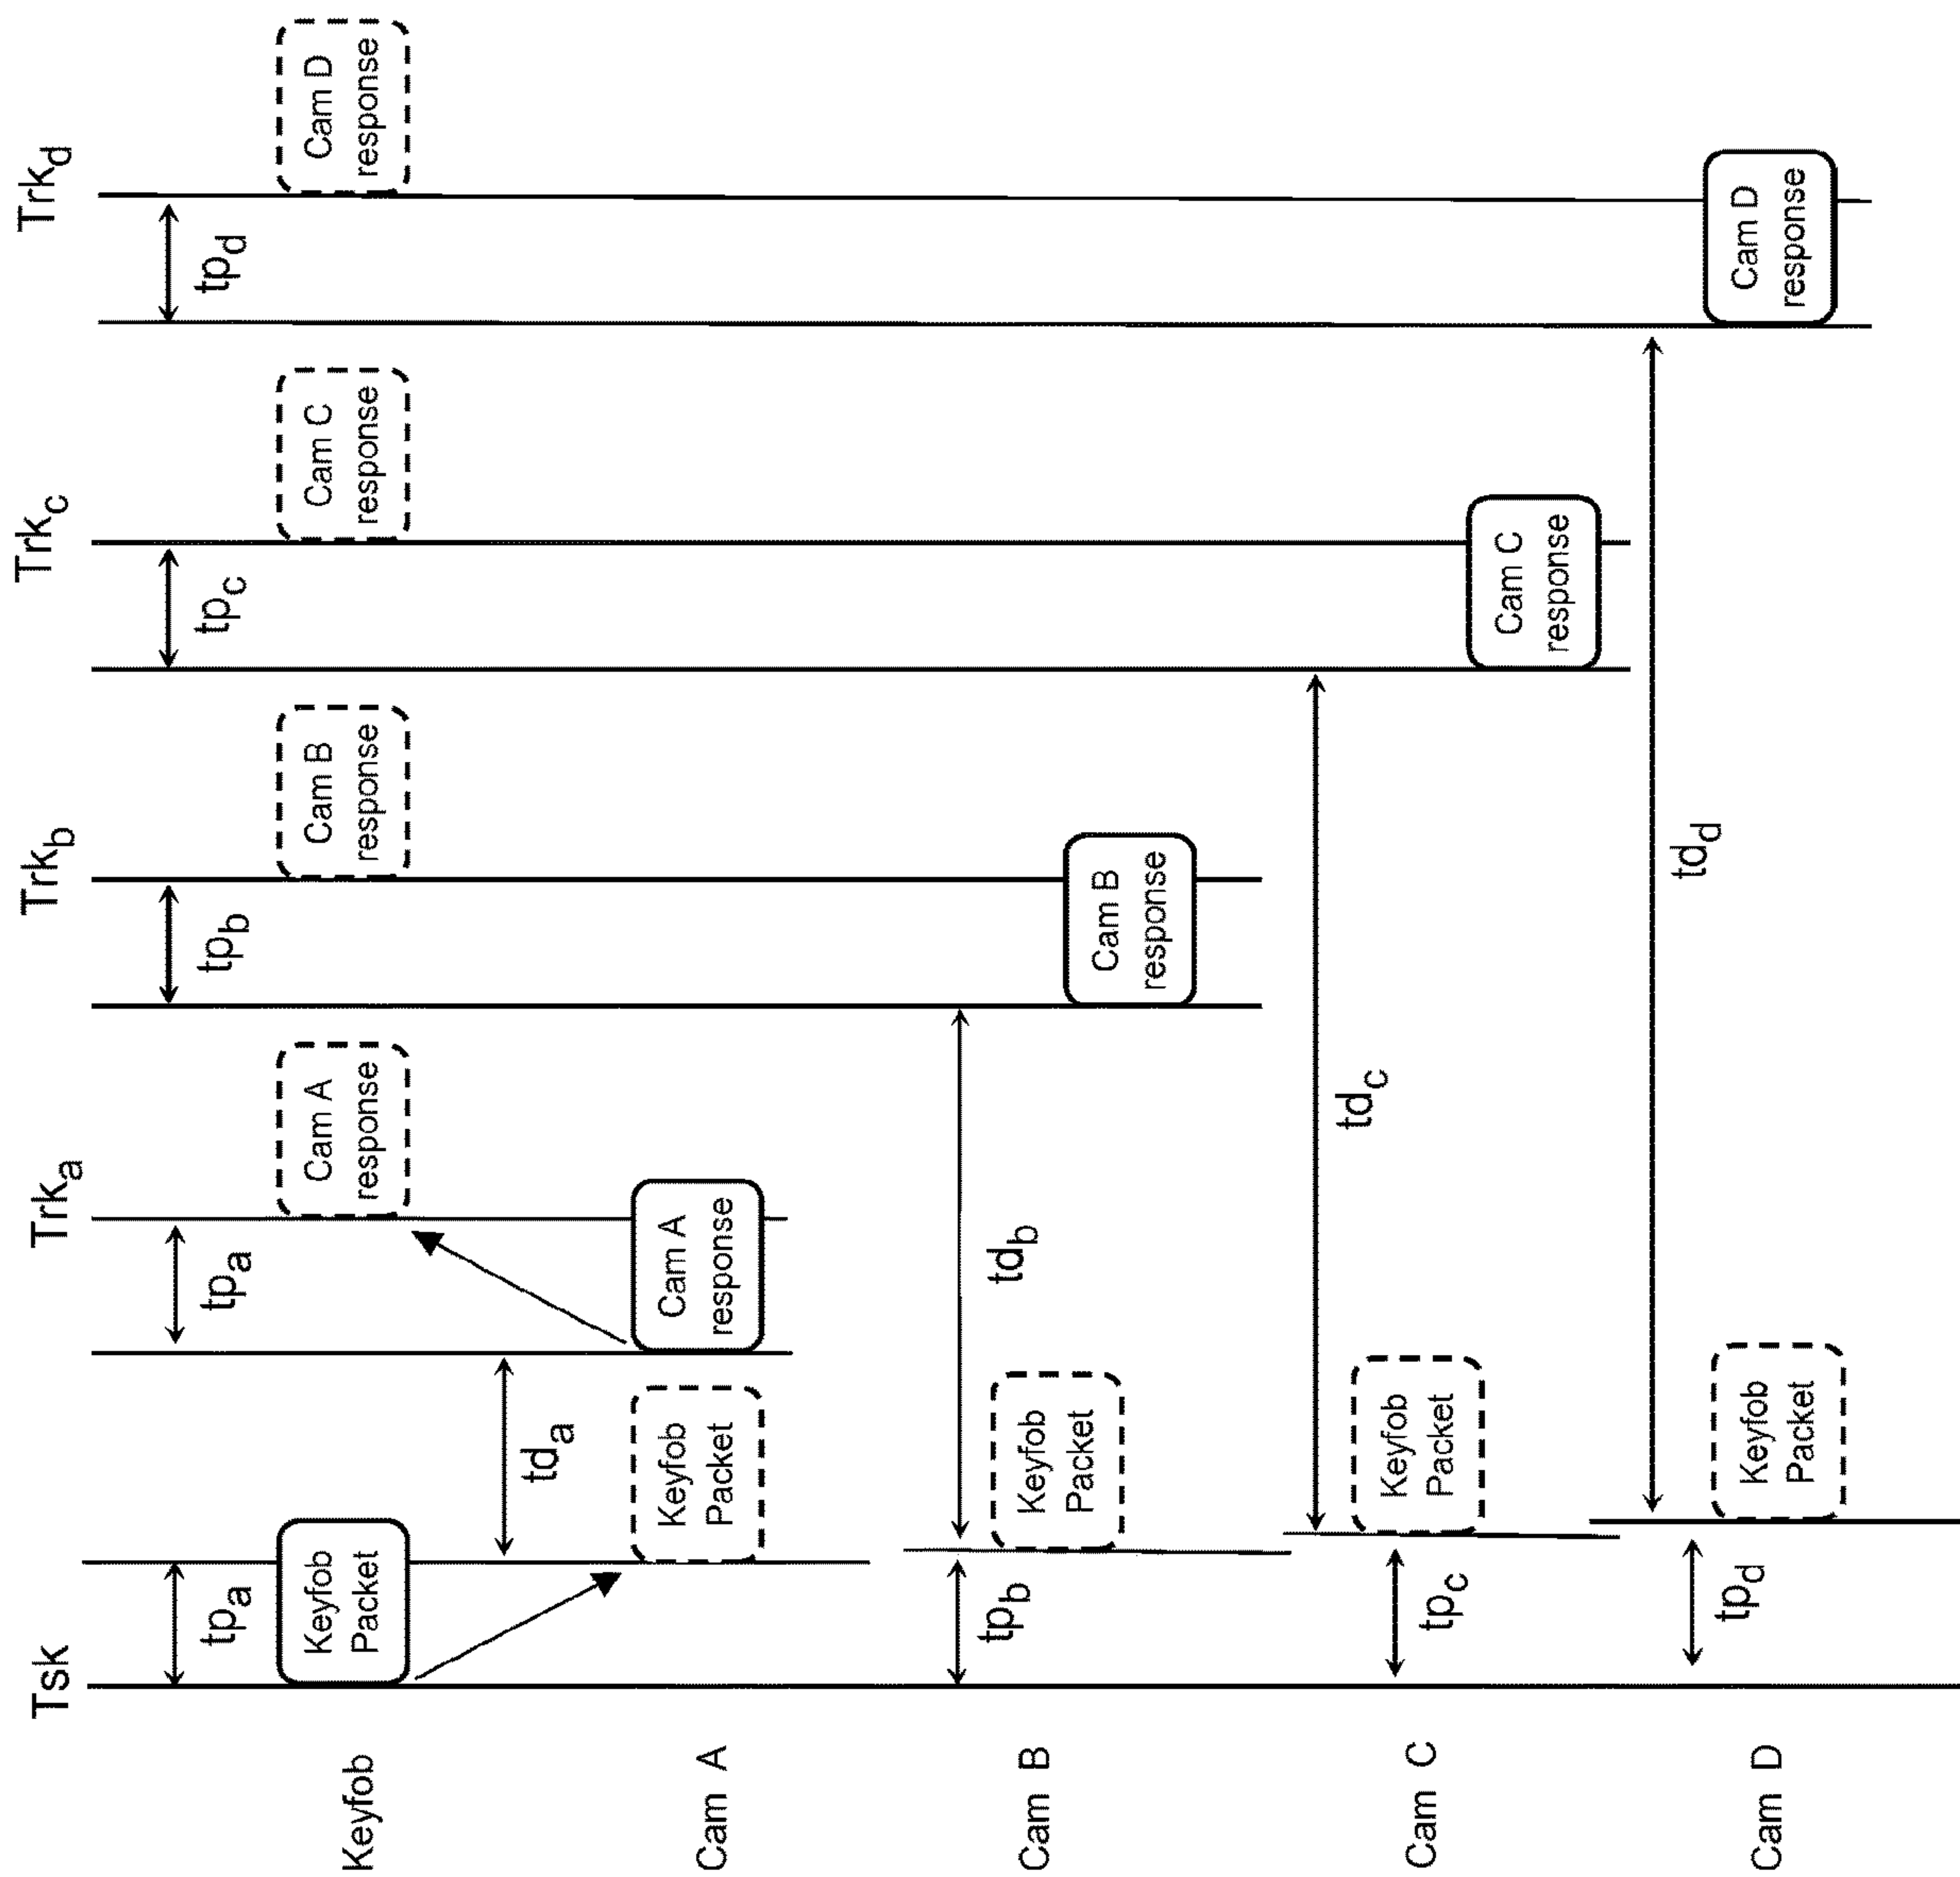 Tsk
Trka
Trkb
Trkc
Trkd
tpa
tpa
tpb
tpc
tpd
Keyfob
Keyfob
Packet
Cam A
response
Cam B
response
Cam C
response
Cam D
response
tda
Cam A
Keyfob
Packet
Cam A
response
tpb
tdb
Cam B
Keyfob
Packet
Cam B
response
tdc
Cam C
tpc
Keyfob
Packet
Cam C
response
tdd
Cam D
tpd
Keyfob
Packet
Cam D
response